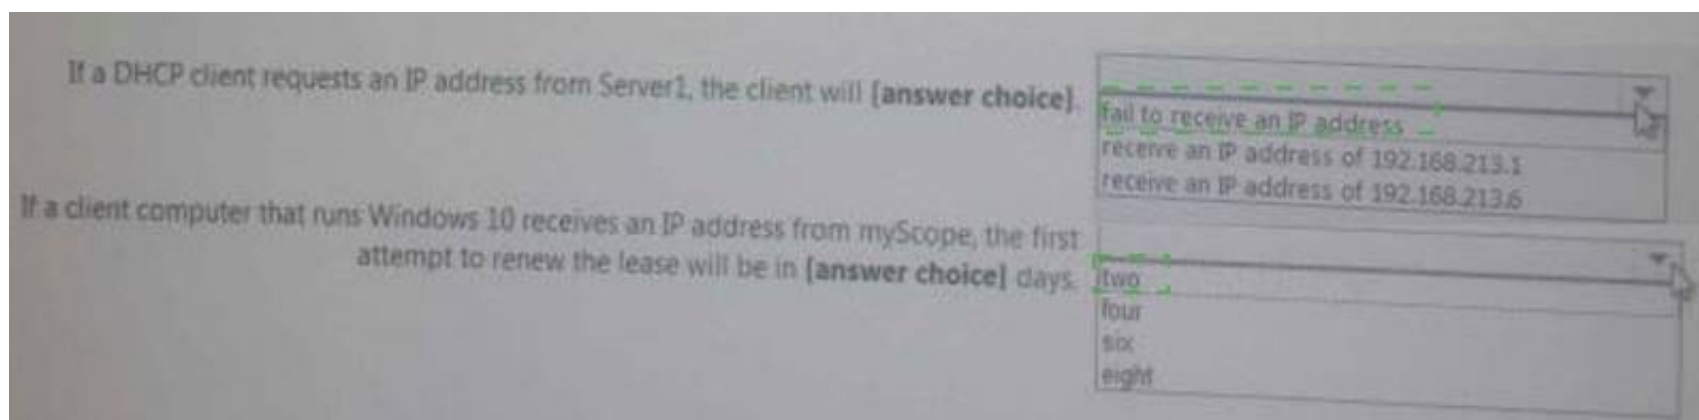 If a DHCP client requests an IP address from Server1, the client will [answer choice].
fail to receive an IP address
receive an IP address of 192.168.213.1
receive an IP address of 192.168.213.6
If a client computer that runs Windows 10 receives an IP address from myScope, the first
attempt to renew the lease will be in [answer choice] days.
two
four
six
eight